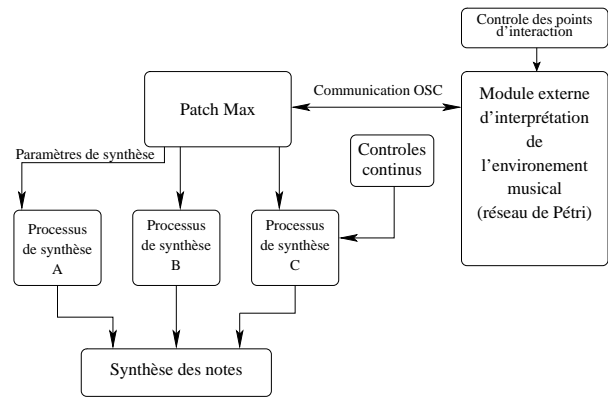 Controle des points
d'interaction
Communication OSC
Patch Max
Module externe
d'interprétation
de
l'environement
musical
(réseau de Pétri)
Paramètres de synthèse
Controles
continus
Processus
de synthèse
A
Processus
de synthèse
B
Processus
de synthèse
C
Synthèse des notes